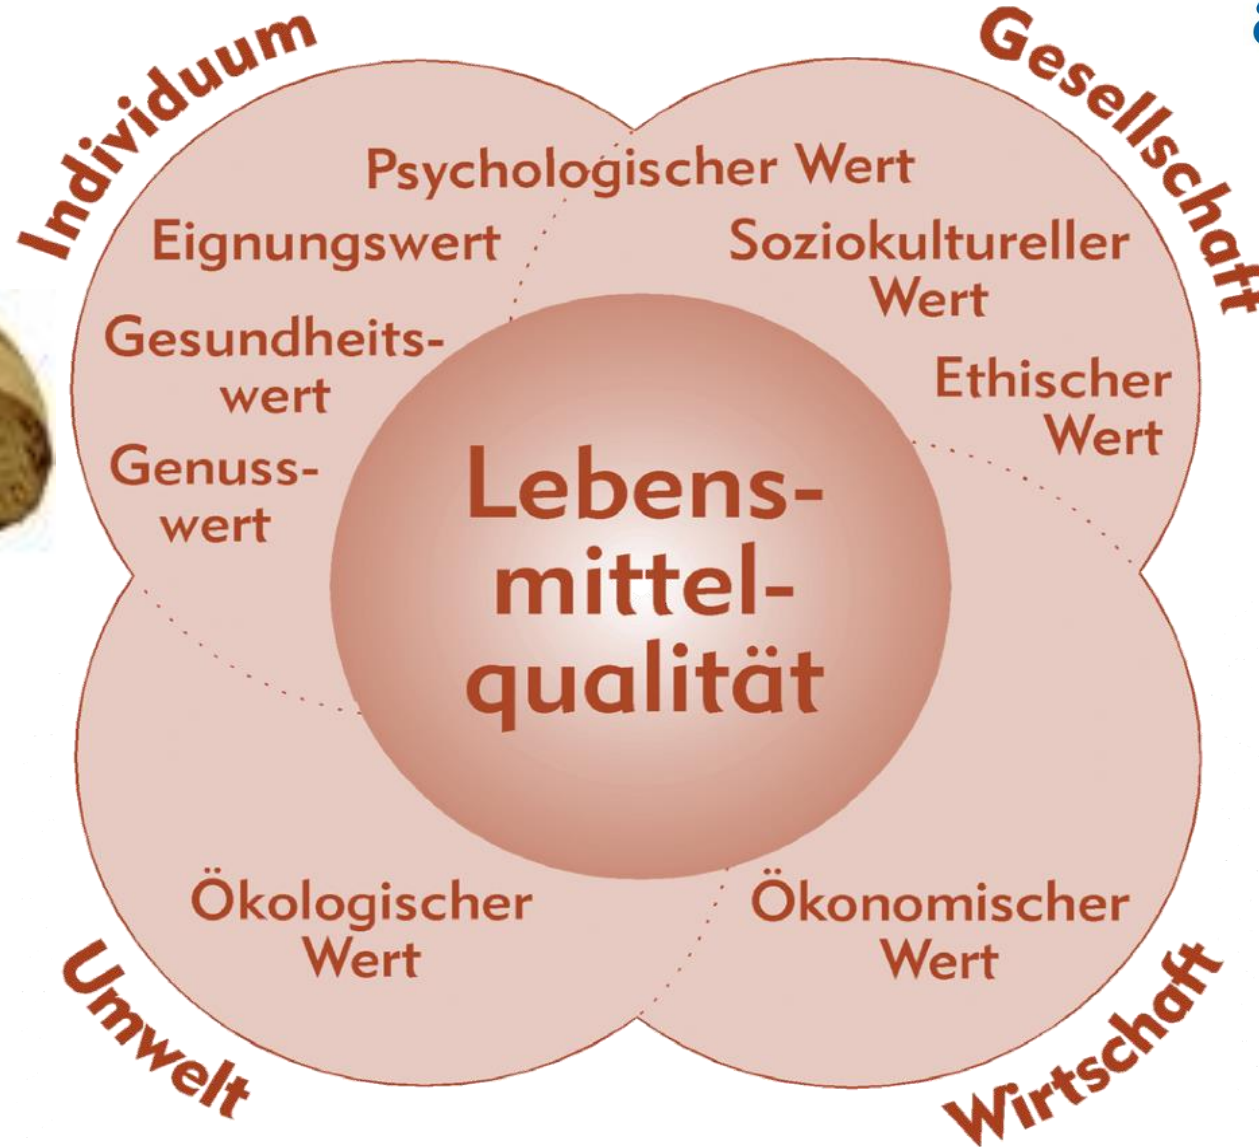 Individuum
Gesellschaft
Psychologischer Wert
Eignungswert
Soziokultureller
Wert
Gesundheits-
wert
Ethischer
Wert
Genuss-
wert
Lebens-
mittel-
qualität
Ökologischer
Wert
Ökonomischer
Wert
Umwelt
Wirtschaft